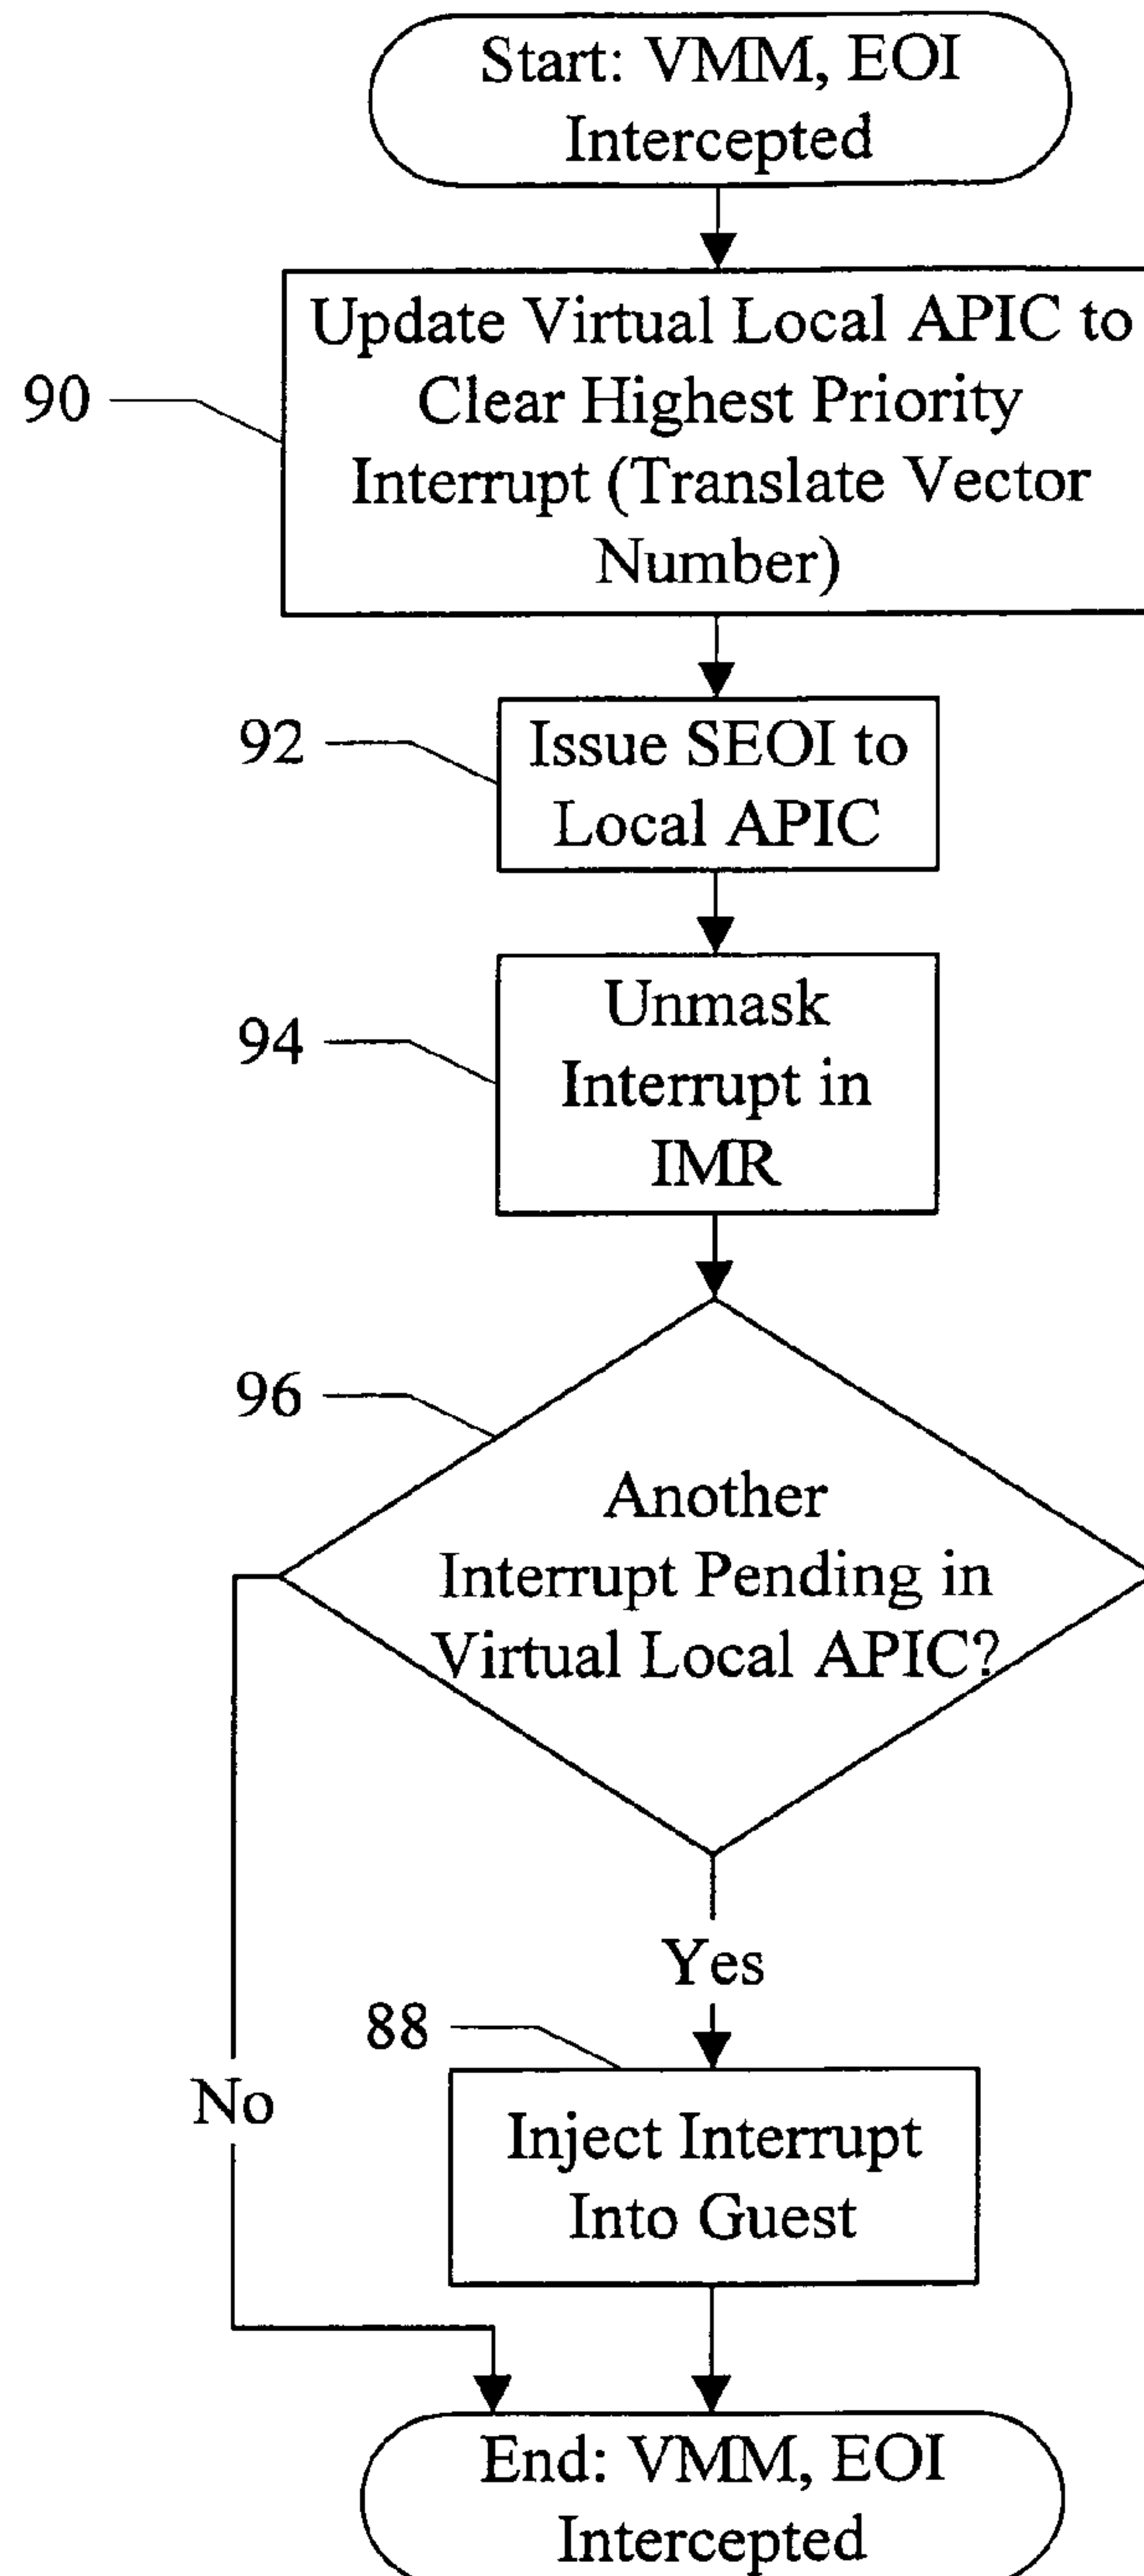 Start: VMM, EOI
Intercepted
Update Virtual Local APIC to
Clear Highest Priority
Interrupt (Translate Vector
Number)
90
Issue SEOI to
Local APIC
92
Unmask
Interrupt in
IMR
94
96
Another
Interrupt Pending in
Virtual Local APIC?
Yes
88
No
Inject Interrupt
Into Guest
End: VMM, EOI
Intercepted